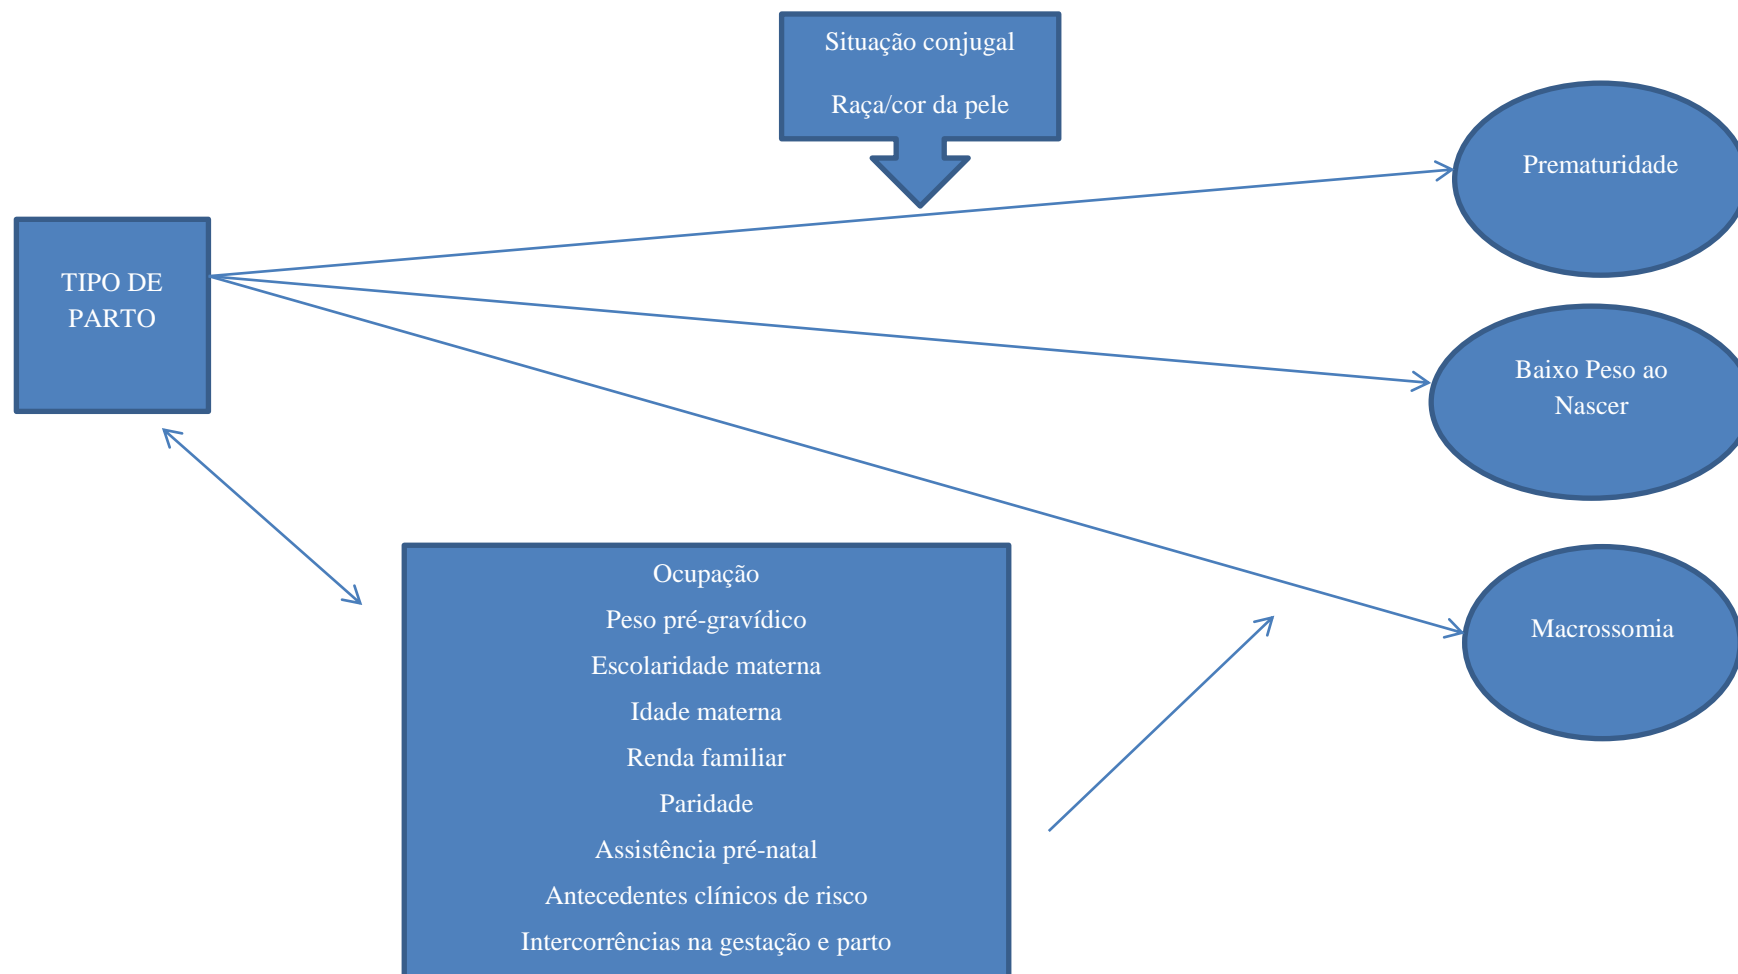 Situação conjugal
Raça/cor da pele
Prematuridade
TIPO DE
PARTO
Baixo Peso ao
Nascer
Ocupação
Peso pré-gravídico
Escolaridade materna
Idade materna
Renda familiar
Paridade
Assistência pré-natal
Antecedentes clínicos de risco
Intercorrências na gestação e parto
Macrossomia